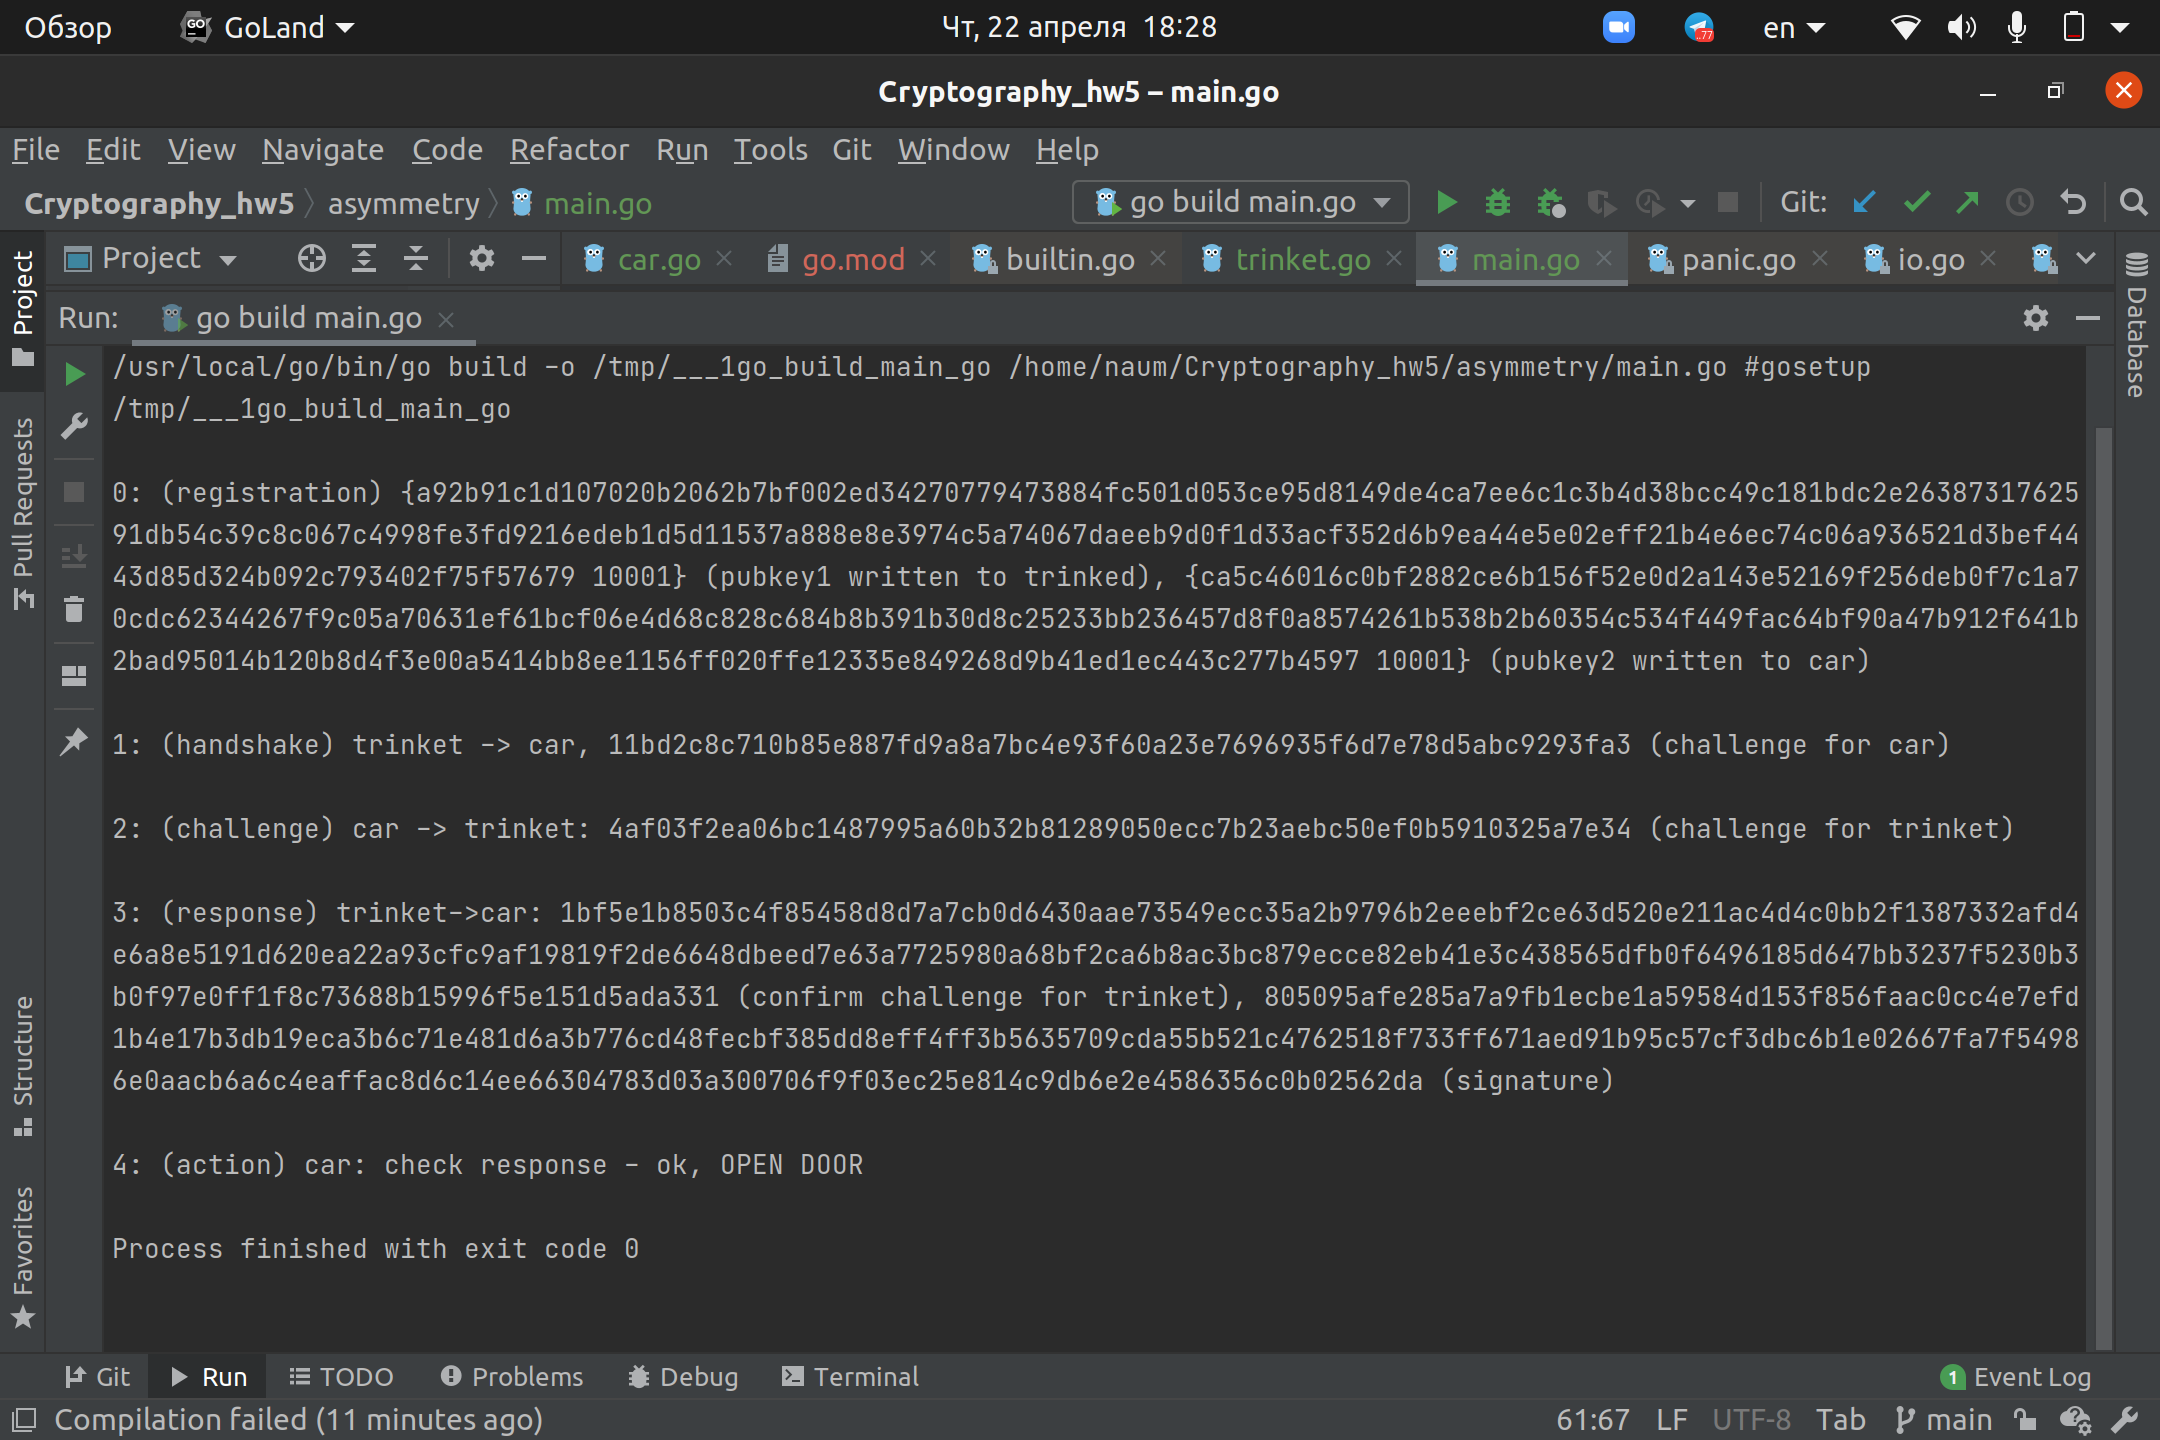 Обзор GoLand Чт, 22 апреля 18:28 ..77 en
Cryptography_hw5 – main.go
File Edit View Navigate Code Refactor Run Tools Git Window Help
Cryptography_hw5 asymmetry main.go go build main.go Git:
Project car.go go.mod builtin.go trinket.go main.go panic.go io.go
Run: go build main.go
/usr/local/go/bin/go build -o /tmp/___1go_build_main_go /home/naum/Cryptography_hw5/asymmetry/main.go #gosetup
/tmp/___1go_build_main_go
0: (registration) {a92b91c1d107020b2062b7bf002ed34270779473884fc501d053ce95d8149de4ca7ee6c1c3b4d38bcc49c181bdc2e26387317625
91db54c39c8c067c4998fe3fd9216edeb1d5d11537a888e8e3974c5a74067daeeb9d0f1d33acf352d6b9ea44e5e02eff21b4e6ec74c06a936521d3bef44
43d85d324b092c793402f75f57679 10001} (pubkey1 written to trinked), {ca5c46016c0bf2882ce6b156f52e0d2a143e52169f256deb0f7c1a7
0cdc62344267f9c05a70631ef61bcf06e4d68c828c684b8b391b30d8c25233bb236457d8f0a8574261b538b2b60354c534f449fac64bf90a47b912f641b
2bad95014b120b8d4f3e00a5414bb8ee1156ff020ffe12335e849268d9b41ed1ec443c277b4597 10001} (pubkey2 written to car)
1: (handshake) trinket -> car, 11bd2c8c710b85e887fd9a8a7bc4e93f60a23e7696935f6d7e78d5abc9293fa3 (challenge for car)
2: (challenge) car -> trinket: 4af03f2ea06bc1487995a60b32b81289050ecc7b23aebc50ef0b5910325a7e34 (challenge for trinket)
3: (response) trinket->car: 1bf5e1b8503c4f85458d8d7a7cb0d6430aae73549ecc35a2b9796b2eeebf2ce63d520e211ac4d4c0bb2f1387332afd4
e6a8e5191d620ea22a93cfc9af19819f2de6648dbeed7e63a7725980a68bf2ca6b8ac3bc879ecce82eb41e3c438565dfb0f6496185d647bb3237f5230b3
b0f97e0ff1f8c73688b15996f5e151d5ada331 (confirm challenge for trinket), 805095afe285a7a9fb1ecbe1a59584d153f856faac0cc4e7efd
1b4e17b3db19eca3b6c71e481d6a3b776cd48fecbf385dd8eff4ff3b5635709cda55b521c4762518f733ff671aed91b95c57cf3dbc6b1e02667fa7f5498
6e0aacb6a6c4eaffac8d6c14ee66304783d03a300706f9f03ec25e814c9db6e2e4586356c0b02562da (signature)
4: (action) car: check response - ok, OPEN DOOR
Process finished with exit code 0
Project
Pull Requests
Structure
Favorites
Database
Git Run TODO Problems Debug Terminal 1 Event Log
Compilation failed (11 minutes ago) 61:67 LF UTF-8 Tab main